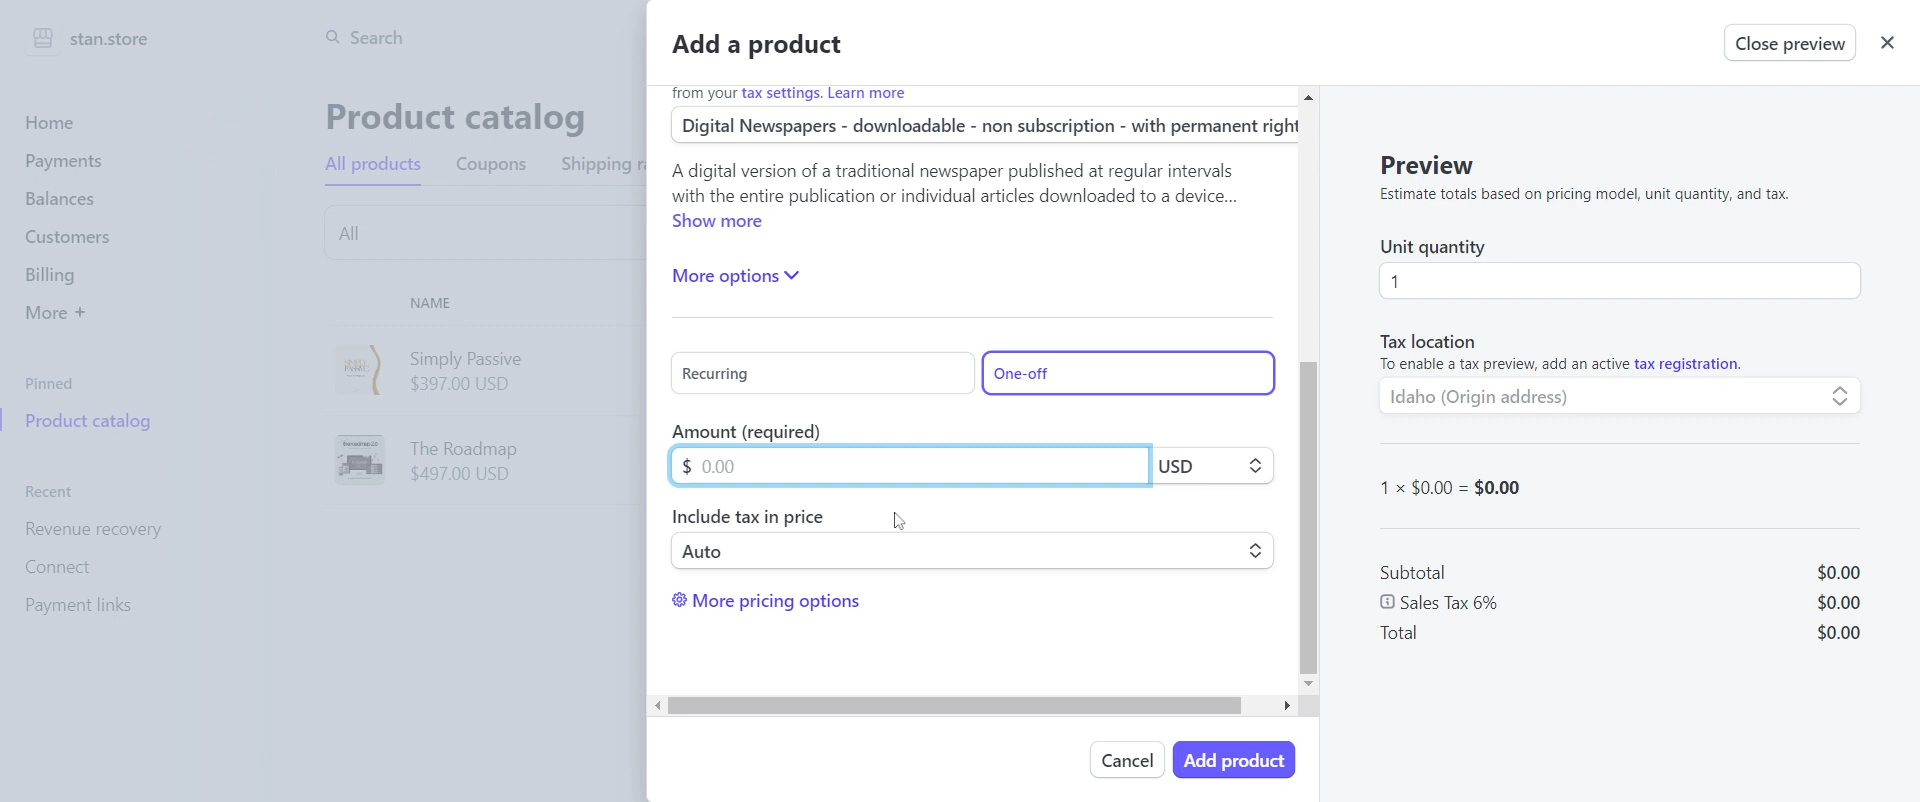 stan.store
Search
Home
Payments
Balances
Customers
Billing
More +
Pinned
Product catalog
Recent
Revenue recovery
Connect
Payment links
Product catalog
All products
Coupons
Shipping ra
All
NAME
Simply Passive
$397.00 USD
The Roadmap
$497.00 USD
Add a product
Close preview
from your tax settings. Learn more
Digital Newspapers - downloadable - non subscription - with permanent right
A digital version of a traditional newspaper published at regular intervals
with the entire publication or individual articles downloaded to a device...
Show more
More options
Recurring
One-off
Amount (required)
$ 0.00
USD
Include tax in price
Auto
More pricing options
Cancel
Add product
Preview
Estimate totals based on pricing model, unit quantity, and tax.
Unit quantity
1
Tax location
To enable a tax preview, add an active tax registration.
Idaho (Origin address)
1 × $0.00 = $0.00
Subtotal $0.00
Sales Tax 6% $0.00
Total $0.00